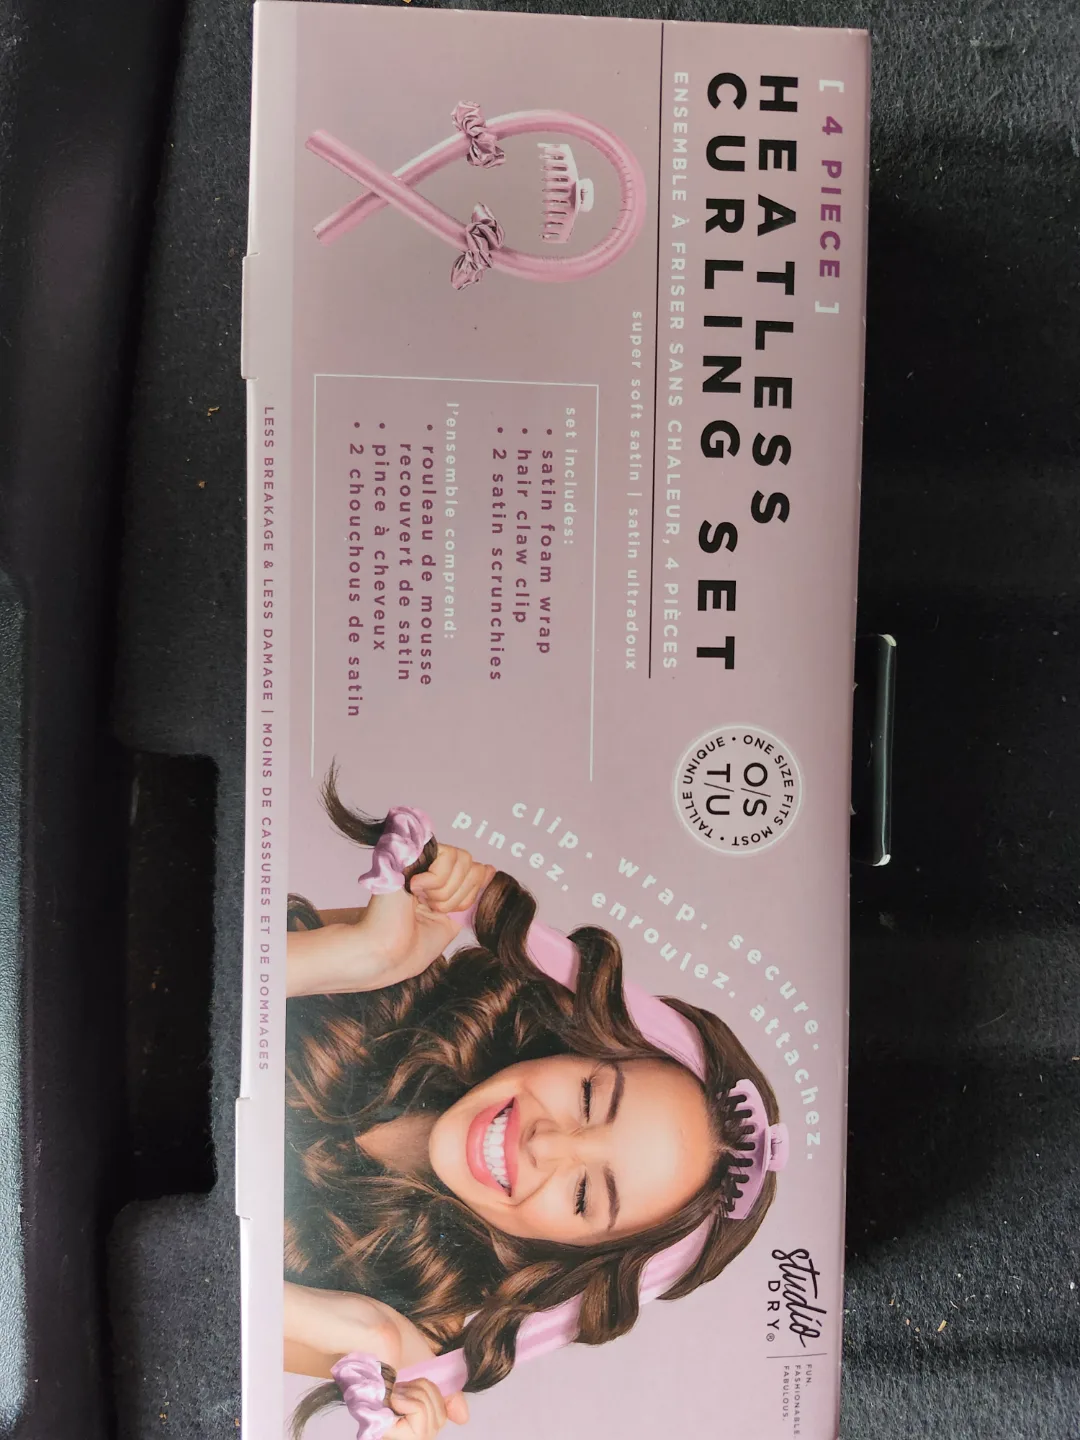 [ 4 PIECE ]
HEATLESS
CURLING SET
ENSEMBLE À FRISER SANS CHALEUR, 4 PIÈCES
super soft satin | satin ultradoux
set includes:
• satin foam wrap
• hair claw clip
• 2 satin scrunchies
l'ensemble comprend:
• rouleau de mousse
recouvert de satin
• pince à cheveux
• 2 chouchous de satin
LESS BREAKAGE & LESS DAMAGE | MOINS DE CASSURES ET DE DOMMAGES
ONE SIZE FITS MOST •
O/S
T/U
TAILLE UNIQUE •
clip. wrap. secure.
pincez. enroulez. attachez.
studio
DRY®
FUN.
FASHIONABLE.
FABULOUS.